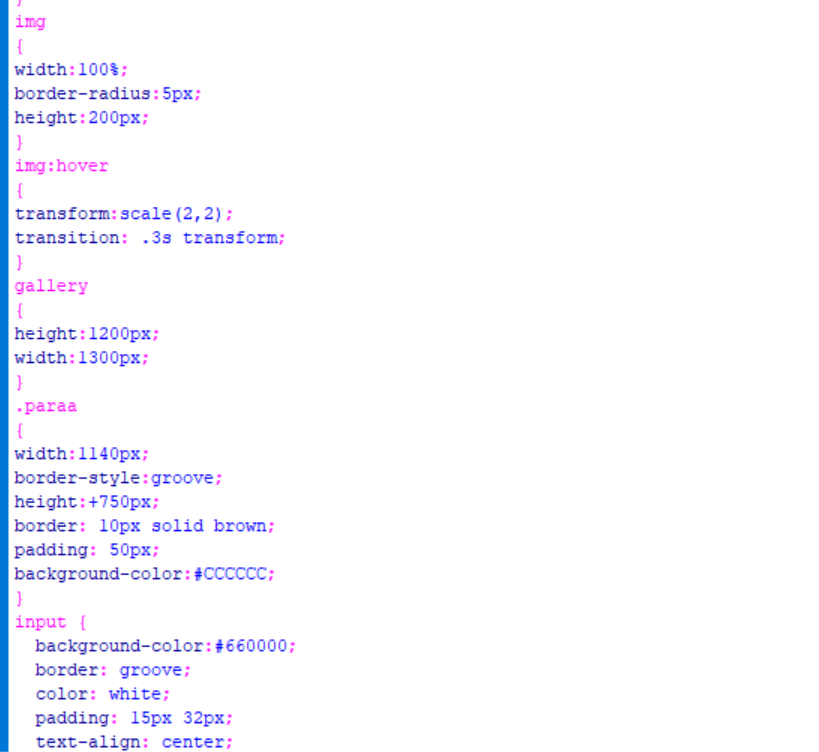 }
img
{
width:100%;
border-radius:5px;
height:200px;
}
img:hover
{
transform:scale(2,2);
transition: .3s transform;
}
gallery
{
height:1200px;
width:1300px;
}
.paraa
{
width:1140px;
border-style:groove;
height:+750px;
border: 10px solid brown;
padding: 50px;
background-color:#CCCCCC;
}
input {
  background-color:#660000;
  border: groove;
  color: white;
  padding: 15px 32px;
  text-align: center;